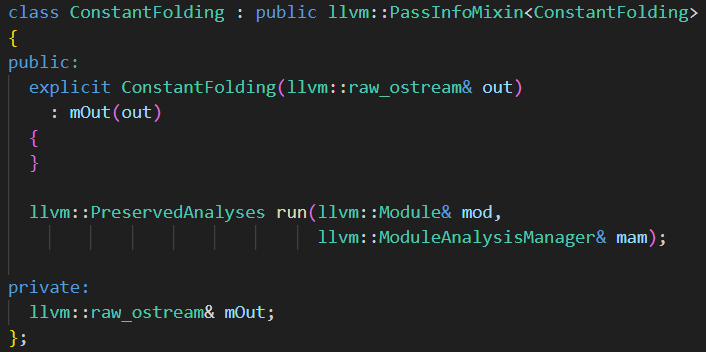 class ConstantFolding : public llvm::PassInfoMixin<ConstantFolding>
{
public:
  explicit ConstantFolding(llvm::raw_ostream& out)
    : mOut(out)
  {
  }

  llvm::PreservedAnalyses run(llvm::Module& mod,
                              llvm::ModuleAnalysisManager& mam);

private:
  llvm::raw_ostream& mOut;
};